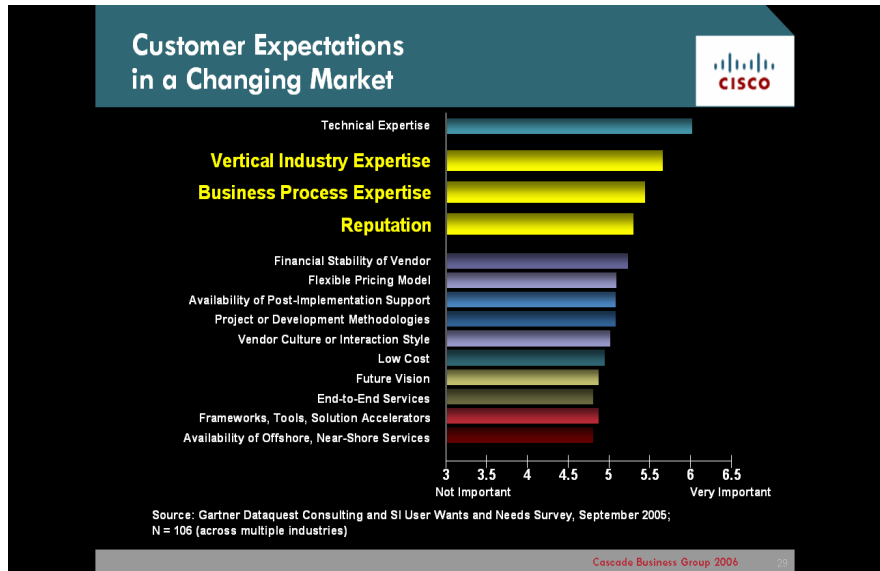 Customer Expectations
in a Changing Market
CISCO
Technical Expertise
Vertical Industry Expertise
Business Process Expertise
Reputation
Financial Stability of Vendor
Flexible Pricing Model
Availability of Post-Implementation Support
Project or Development Methodologies
Vendor Culture or Interaction Style
Low Cost
Future Vision
End-to-End Services
Frameworks, Tools, Solution Accelerators
Availability of Offshore, Near-Shore Services
3 3.5 4 4.5 5 5.5 6 6.5
Not Important Very Important
Source: Gartner Dataquest Consulting and SI User Wants and Needs Survey, September 2005;
N = 106 (across multiple industries)
Cascade Business Group 2006 29